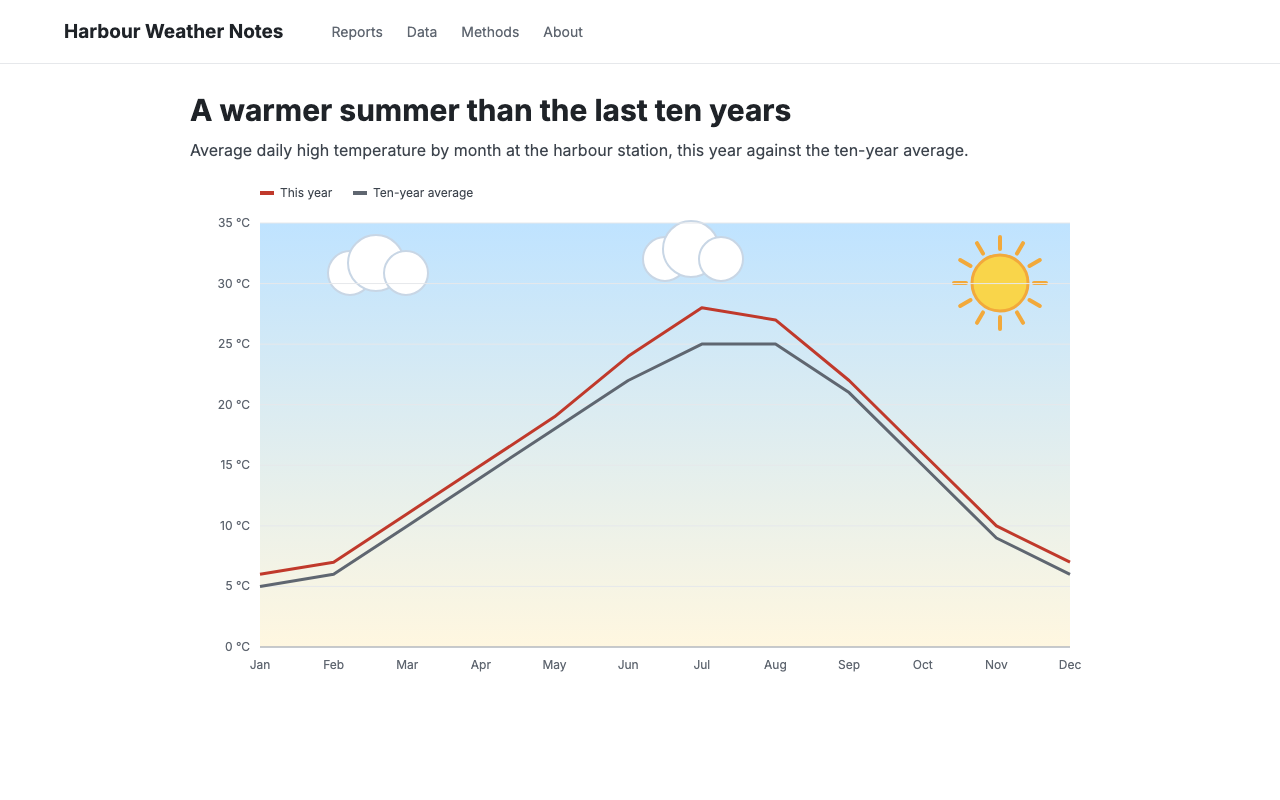 Harbour Weather Notes Reports Data Methods About
A warmer summer than the last ten years
Average daily high temperature by month at the harbour station, this year against the ten-year average.
This year Ten-year average
35 °C
30 °C
25 °C
20 °C
15 °C
10 °C
5 °C
0 °C
Jan Feb Mar Apr May Jun Jul Aug Sep Oct Nov Dec